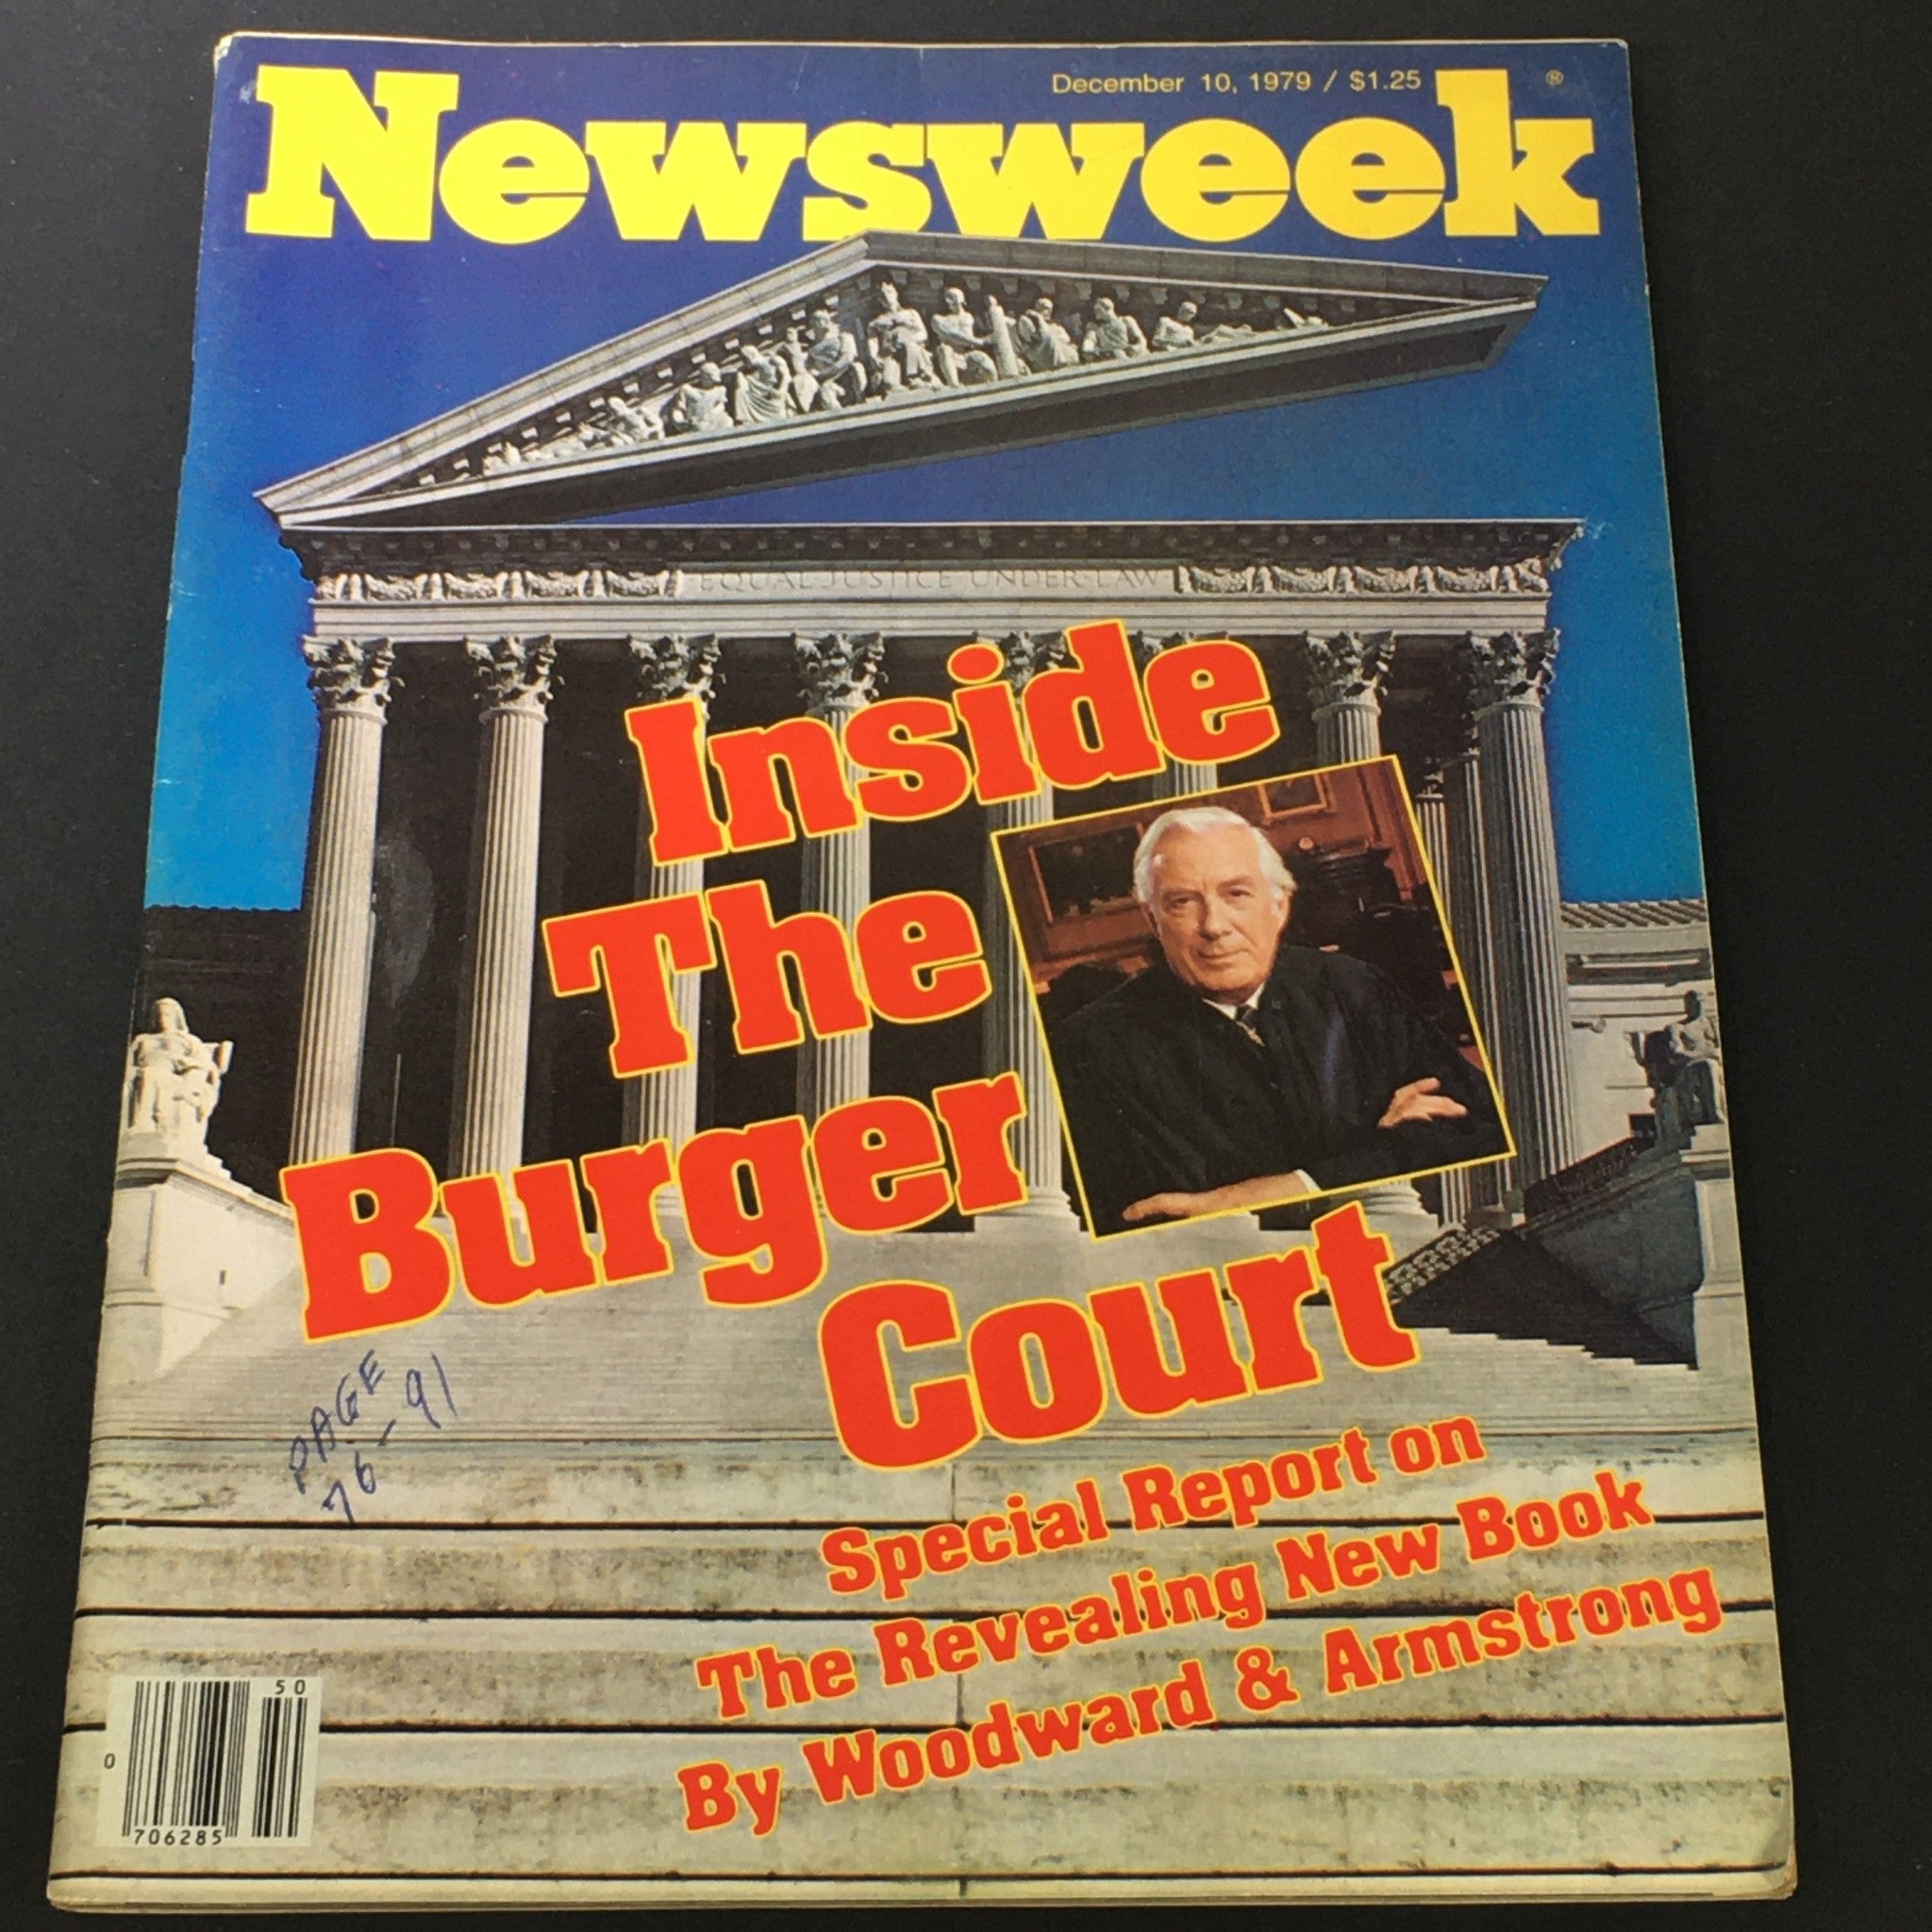 December 10, 1979 / $1.25
®
Newsweek
EQUAL JUSTICE UNDER LAW
Inside
The
Burger
Court
PAGE
76-91
Special Report on
The Revealing New Book
By Woodward & Armstrong
50
0
706285